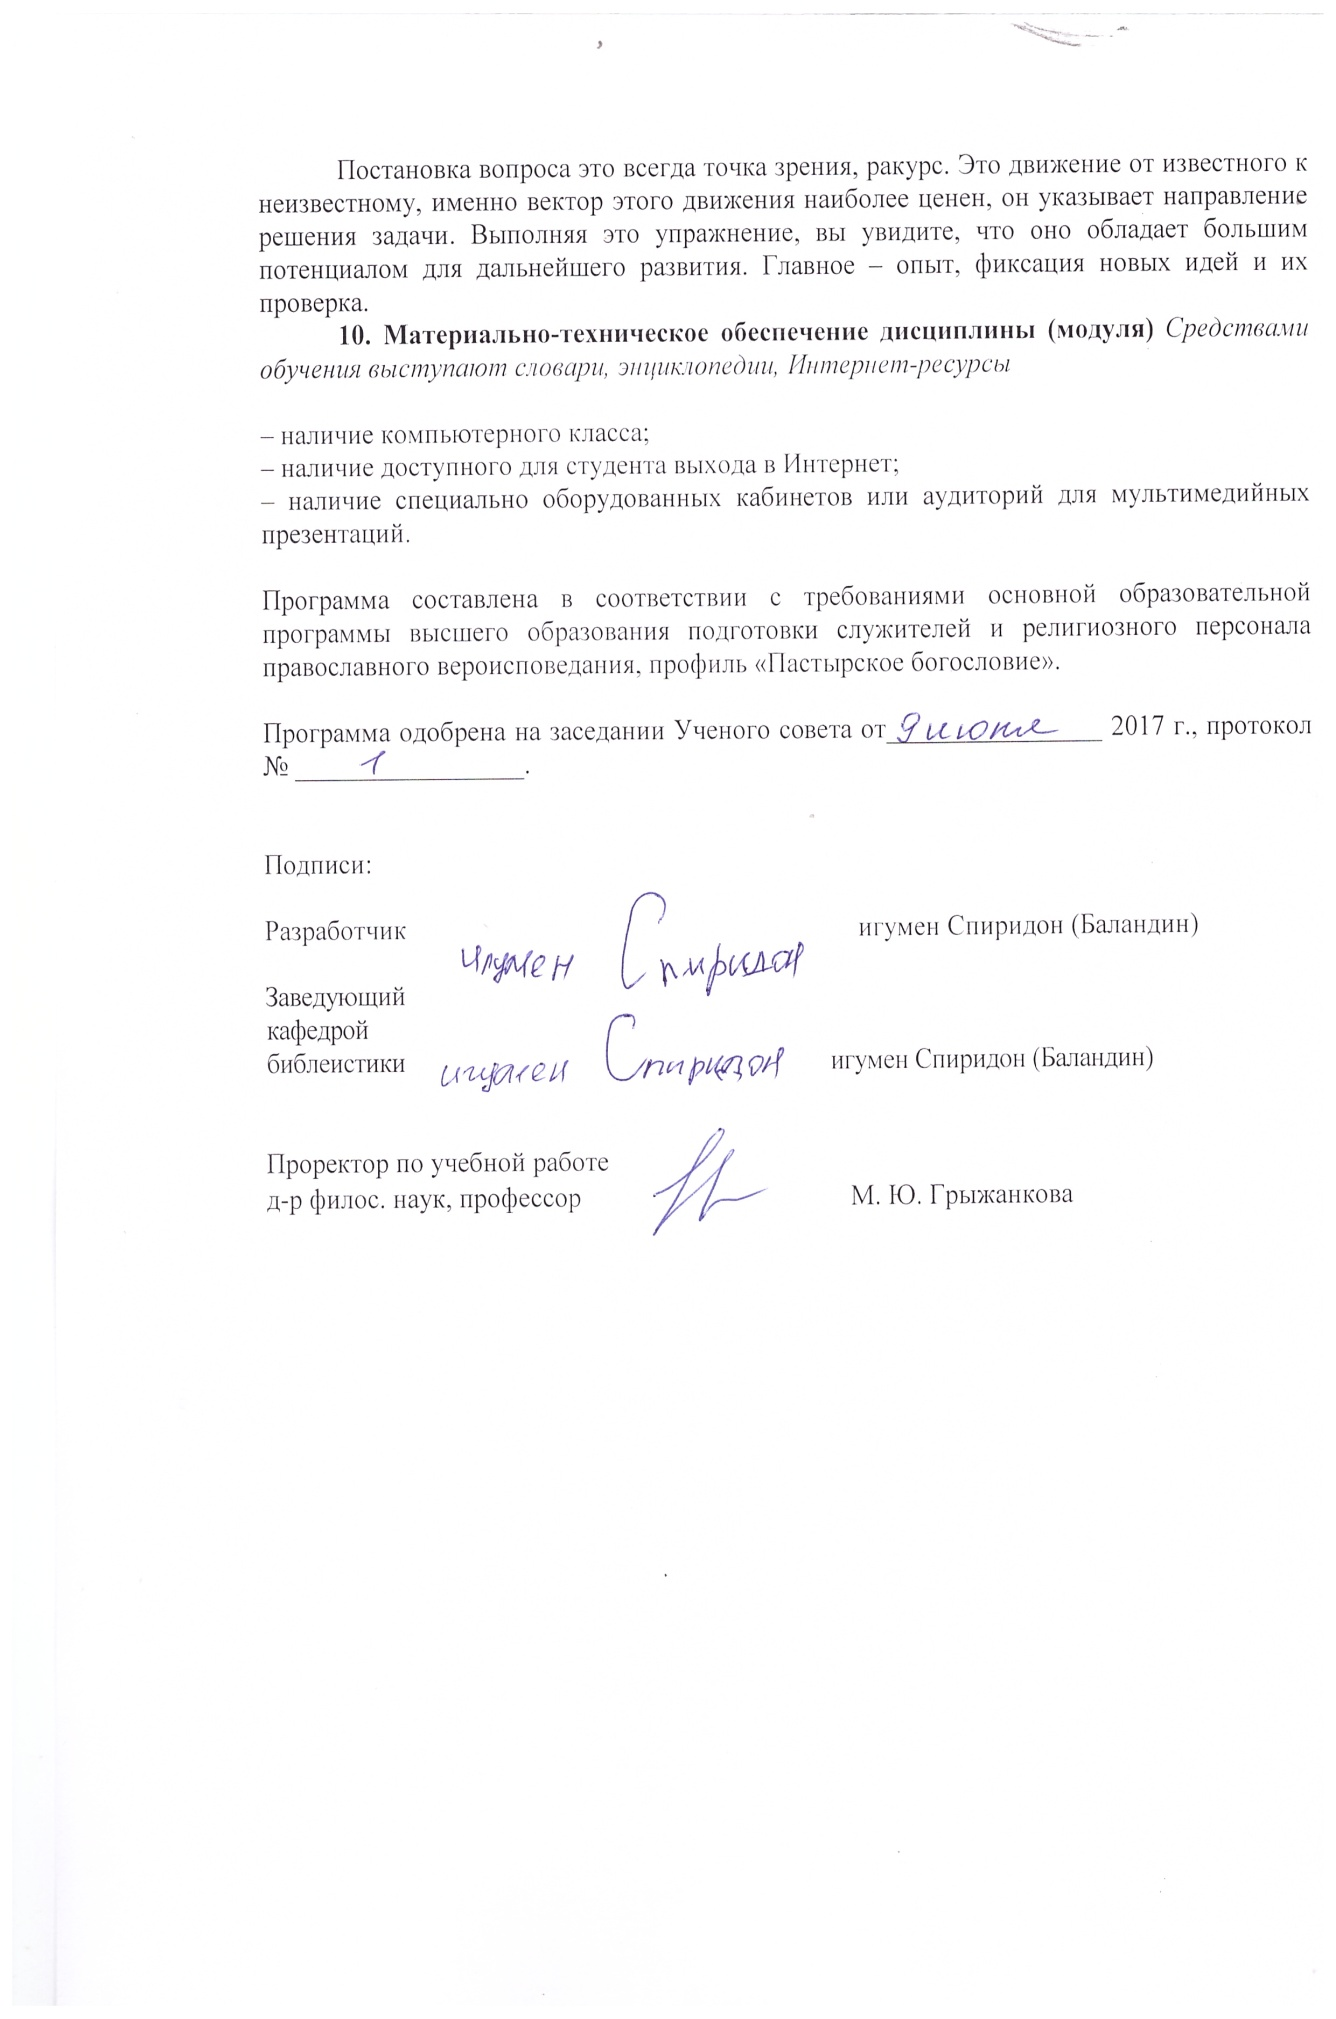 Постановка вопроса это всегда точка зрения, ракурс. Это движение от известного к
неизвестному, именно вектор этого движения наиболее ценен, он указывает направление
решения задачи. Выполняя это упражнение, вы увидите, что оно обладает большим
потенциалом для дальнейшего развития. Главное – опыт, фиксация новых идей и их
проверка.
10. Материально-техническое обеспечение дисциплины (модуля) Средствами
обучения выступают словари, энциклопедии, Интернет-ресурсы
– наличие компьютерного класса;
– наличие доступного для студента выхода в Интернет;
– наличие специально оборудованных кабинетов или аудиторий для мультимедийных
презентаций.
Программа составлена в соответствии с требованиями основной образовательной
программы высшего образования подготовки служителей и религиозного персонала
православного вероисповедания, профиль «Пастырское богословие».
Программа одобрена на заседании Ученого совета от 9 июня 2017 г., протокол
№ 1.
Подписи:
Разработчик игумен Спиридон игумен Спиридон (Баландин)
Заведующий
кафедрой
библеистики игумен Спиридон игумен Спиридон (Баландин)
Проректор по учебной работе
д-р филос. наук, профессор М. Ю. Грыжанкова